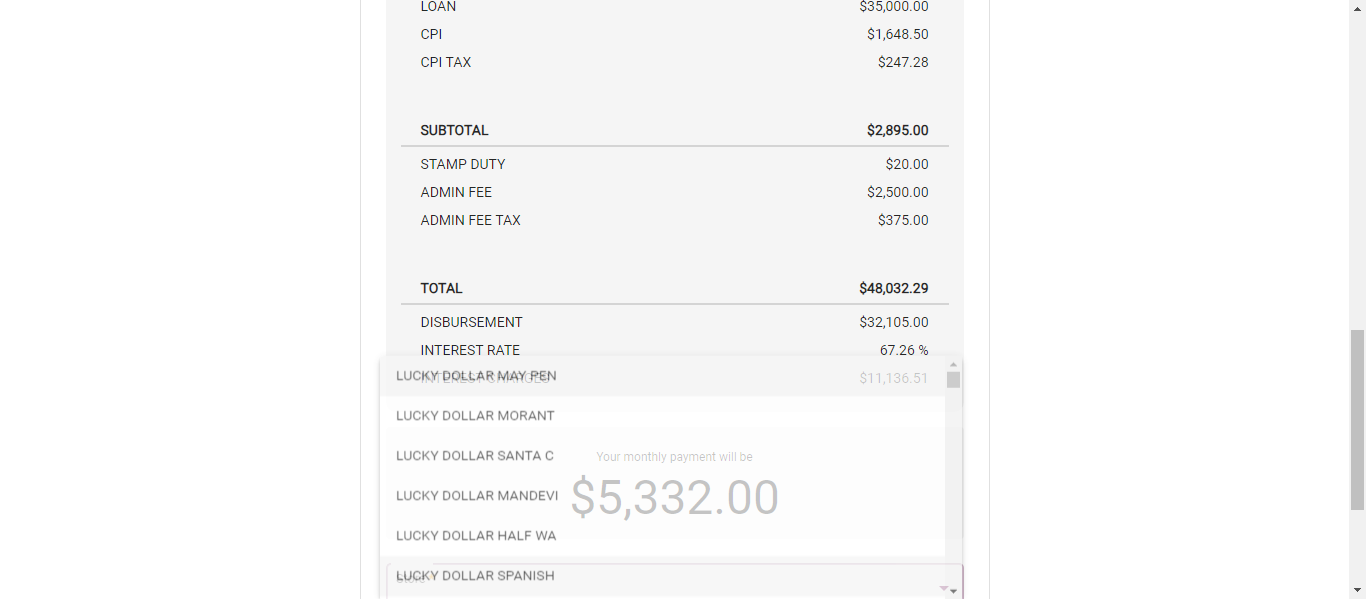 LOAN $35,000.00
CPI $1,648.50
CPI TAX $247.28
SUBTOTAL $2,895.00
STAMP DUTY $20.00
ADMIN FEE $2,500.00
ADMIN FEE TAX $375.00
TOTAL $48,032.29
DISBURSEMENT $32,105.00
INTEREST RATE 67.26 %
INTEREST CHARGES $11,136.51
LUCKY DOLLAR MAY PEN
LUCKY DOLLAR MORANT
LUCKY DOLLAR SANTA C
Your monthly payment will be
LUCKY DOLLAR MANDEVI
$5,332.00
LUCKY DOLLAR HALF WA
LUCKY DOLLAR SPANISH